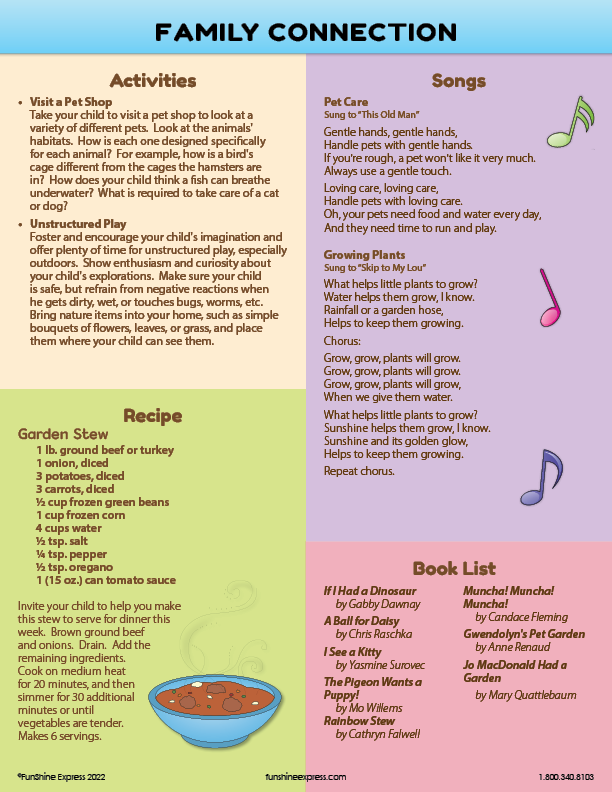 FAMILY CONNECTION
Activities
• Visit a Pet Shop
Take your child to visit a pet shop to look at a
variety of different pets. Look at the animals'
habitats. How is each one designed specifically
for each animal? For example, how is a bird's
cage different from the cages the hamsters are
in? How does your child think a fish can breathe
underwater? What is required to take care of a cat
or dog?
• Unstructured Play
Foster and encourage your child's imagination and
offer plenty of time for unstructured play, especially
outdoors. Show enthusiasm and curiosity about
your child's explorations. Make sure your child
is safe, but refrain from negative reactions when
he gets dirty, wet, or touches bugs, worms, etc.
Bring nature items into your home, such as simple
bouquets of flowers, leaves, or grass, and place
them where your child can see them.
Recipe
Garden Stew
1 lb. ground beef or turkey
1 onion, diced
3 potatoes, diced
3 carrots, diced
½ cup frozen green beans
1 cup frozen corn
4 cups water
½ tsp. salt
¼ tsp. pepper
½ tsp. oregano
1 (15 oz.) can tomato sauce
Invite your child to help you make
this stew to serve for dinner this
week. Brown ground beef
and onions. Drain. Add the
remaining ingredients.
Cook on medium heat
for 20 minutes, and then
simmer for 30 additional
minutes or until
vegetables are tender.
Makes 6 servings.
Songs
Pet Care
Sung to "This Old Man"
Gentle hands, gentle hands,
Handle pets with gentle hands.
If you're rough, a pet won't like it very much.
Always use a gentle touch.
Loving care, loving care,
Handle pets with loving care.
Oh, your pets need food and water every day,
And they need time to run and play.
Growing Plants
Sung to "Skip to My Lou"
What helps little plants to grow?
Water helps them grow, I know.
Rainfall or a garden hose,
Helps to keep them growing.
Chorus:
Grow, grow, plants will grow.
Grow, grow, plants will grow.
Grow, grow, plants will grow,
When we give them water.
What helps little plants to grow?
Sunshine helps them grow, I know.
Sunshine and its golden glow,
Helps to keep them growing.
Repeat chorus.
Book List
If I Had a Dinosaur
by Gabby Dawnay
A Ball for Daisy
by Chris Raschka
I See a Kitty
by Yasmine Surovec
The Pigeon Wants a
Puppy!
by Mo Willems
Rainbow Stew
by Cathryn Falwell
Muncha! Muncha!
Muncha!
by Candace Fleming
Gwendolyn's Pet Garden
by Anne Renaud
Jo MacDonald Had a
Garden
by Mary Quattlebaum
©FunShine Express 2022
funshineexpress.com
1.800.340.8103